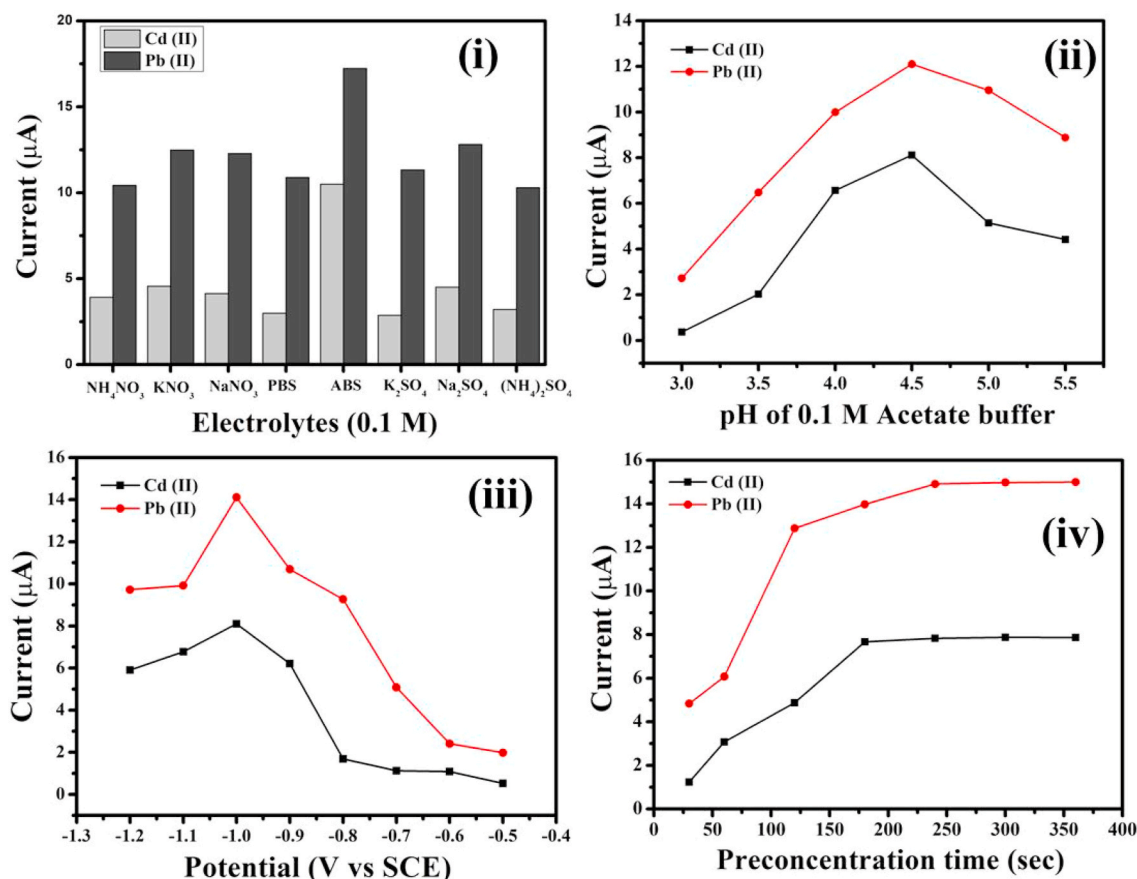 20
15
10
5
0
Current (μA)
Cd (II)
Pb (II)
(i)
NH₄NO₃ KNO₃ NaNO₃ PBS ABS K₂SO₄ Na₂SO₄ (NH₄)₂SO₄
Electrolytes (0.1 M)
14
12
10
8
6
4
2
0
Current (μA)
Cd (II)
Pb (II)
(ii)
3.0 3.5 4.0 4.5 5.0 5.5
pH of 0.1 M Acetate buffer
16
14
12
10
8
6
4
2
0
Current (μA)
Cd (II)
Pb (II)
(iii)
-1.3 -1.2 -1.1 -1.0 -0.9 -0.8 -0.7 -0.6 -0.5 -0.4
Potential (V vs SCE)
16
14
12
10
8
6
4
2
0
Current (μA)
Cd (II)
Pb (II)
(iv)
0 50 100 150 200 250 300 350 400
Preconcentration time (sec)